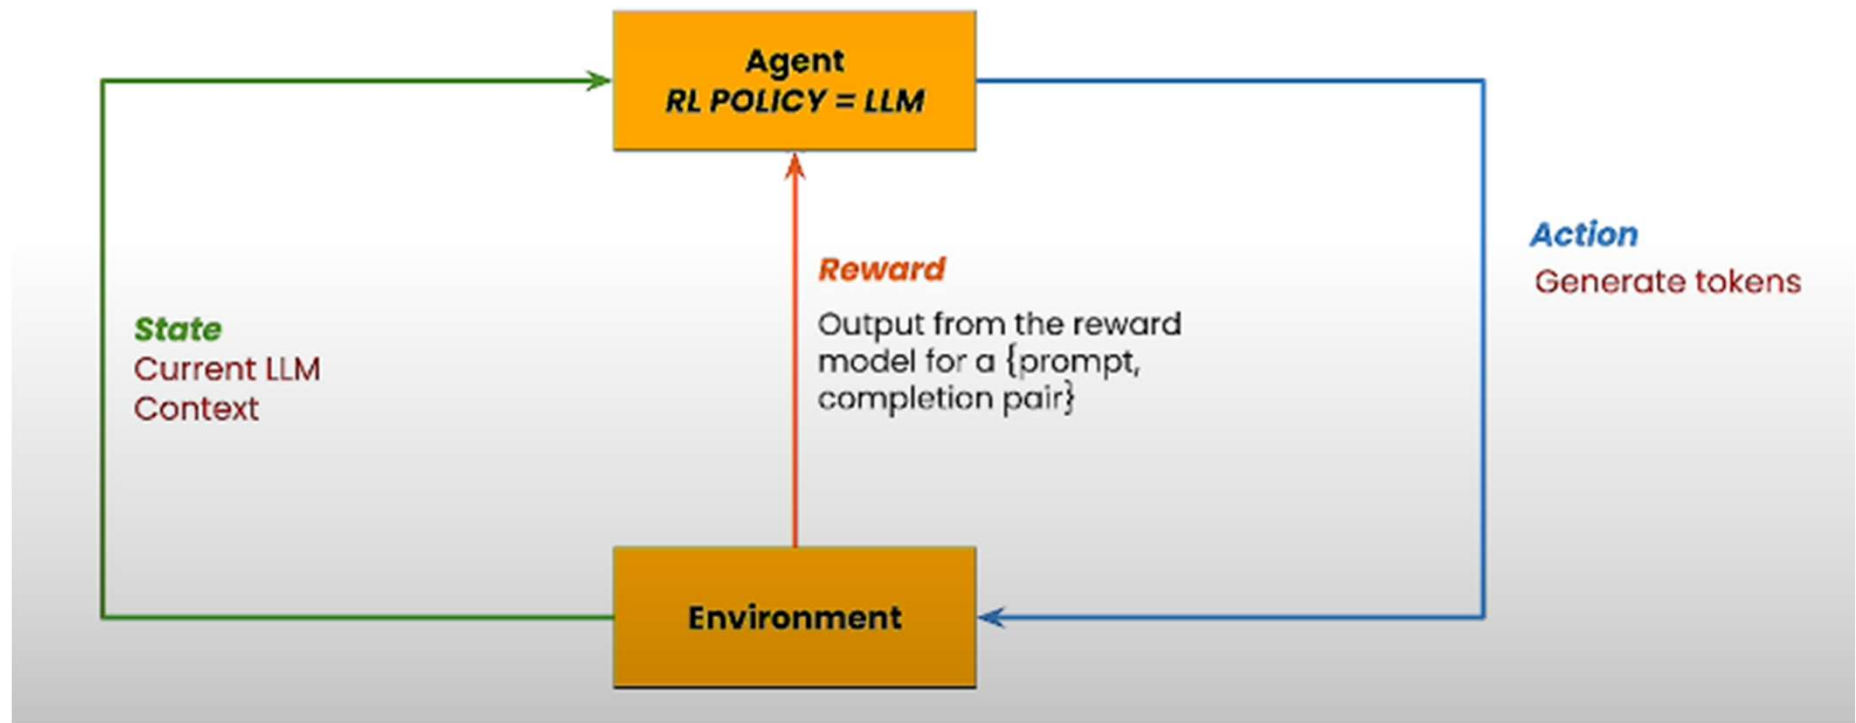 Agent
RL POLICY = LLM
Action
Generate tokens
Reward
Output from the reward
model for a {prompt,
completion pair}
State
Current LLM
Context
Environment